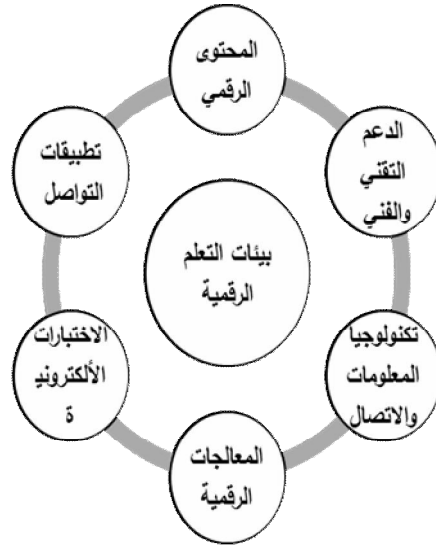 المحتوى
الرقمي
الدعم
التقني
والفني
تكنولوجيا
المعلومات
والاتصال
المعالجات
الرقمية
الاختبارات
الألكتروني
ة
تطبيقات
التواصل
بيئات التعلم
الرقمية